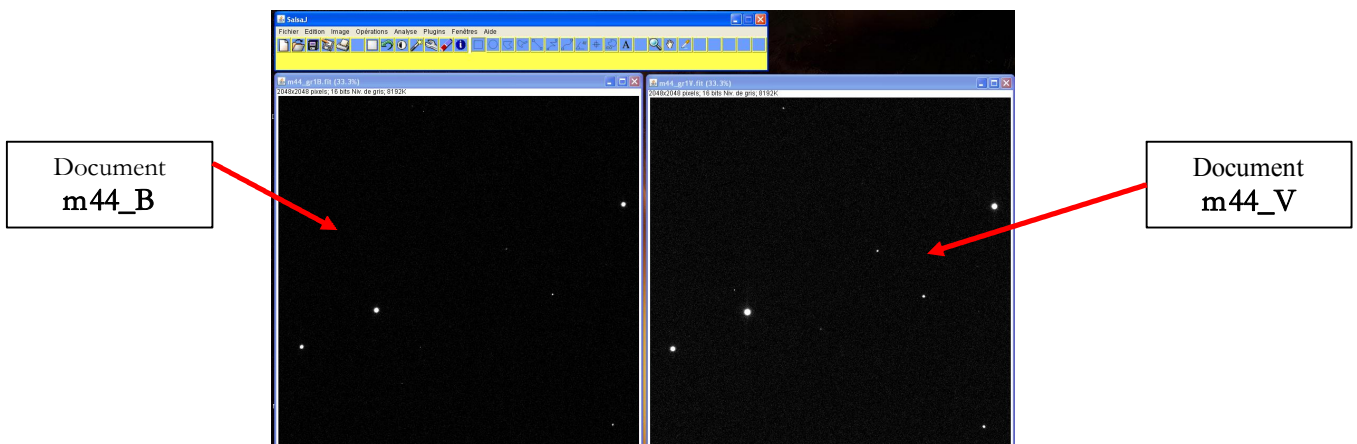 SalsaJ
Fichier Edition Image Opérations Analyse Plugins Fenêtres Aide
A
m44_gr1B.fit (33.3%)
2048x2048 pixels; 16 bits Niv. de gris; 8192K
m44_gr1V.fit (33.3%)
2048x2048 pixels; 16 bits Niv. de gris; 8192K
Document
m44_B
Document
m44_V